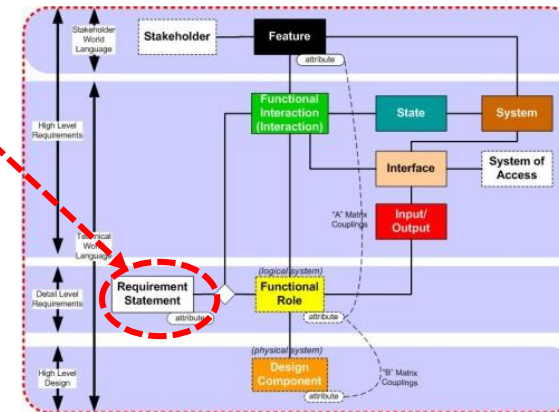 Stakeholder
World
Language
Stakeholder
Feature
attribute
High Level
Requirements
Functional
Interaction
(Interaction)
State
System
Interface
System of
Access
"A" Matrix
Couplings
Input/
Output
Technical
World
Language
(logical system)
Detail Level
Requirements
Requirement
Statement
attribute
Functional
Role
attribute
(physical system)
High Level
Design
Design
Component
attribute
"B" Matrix
Couplings